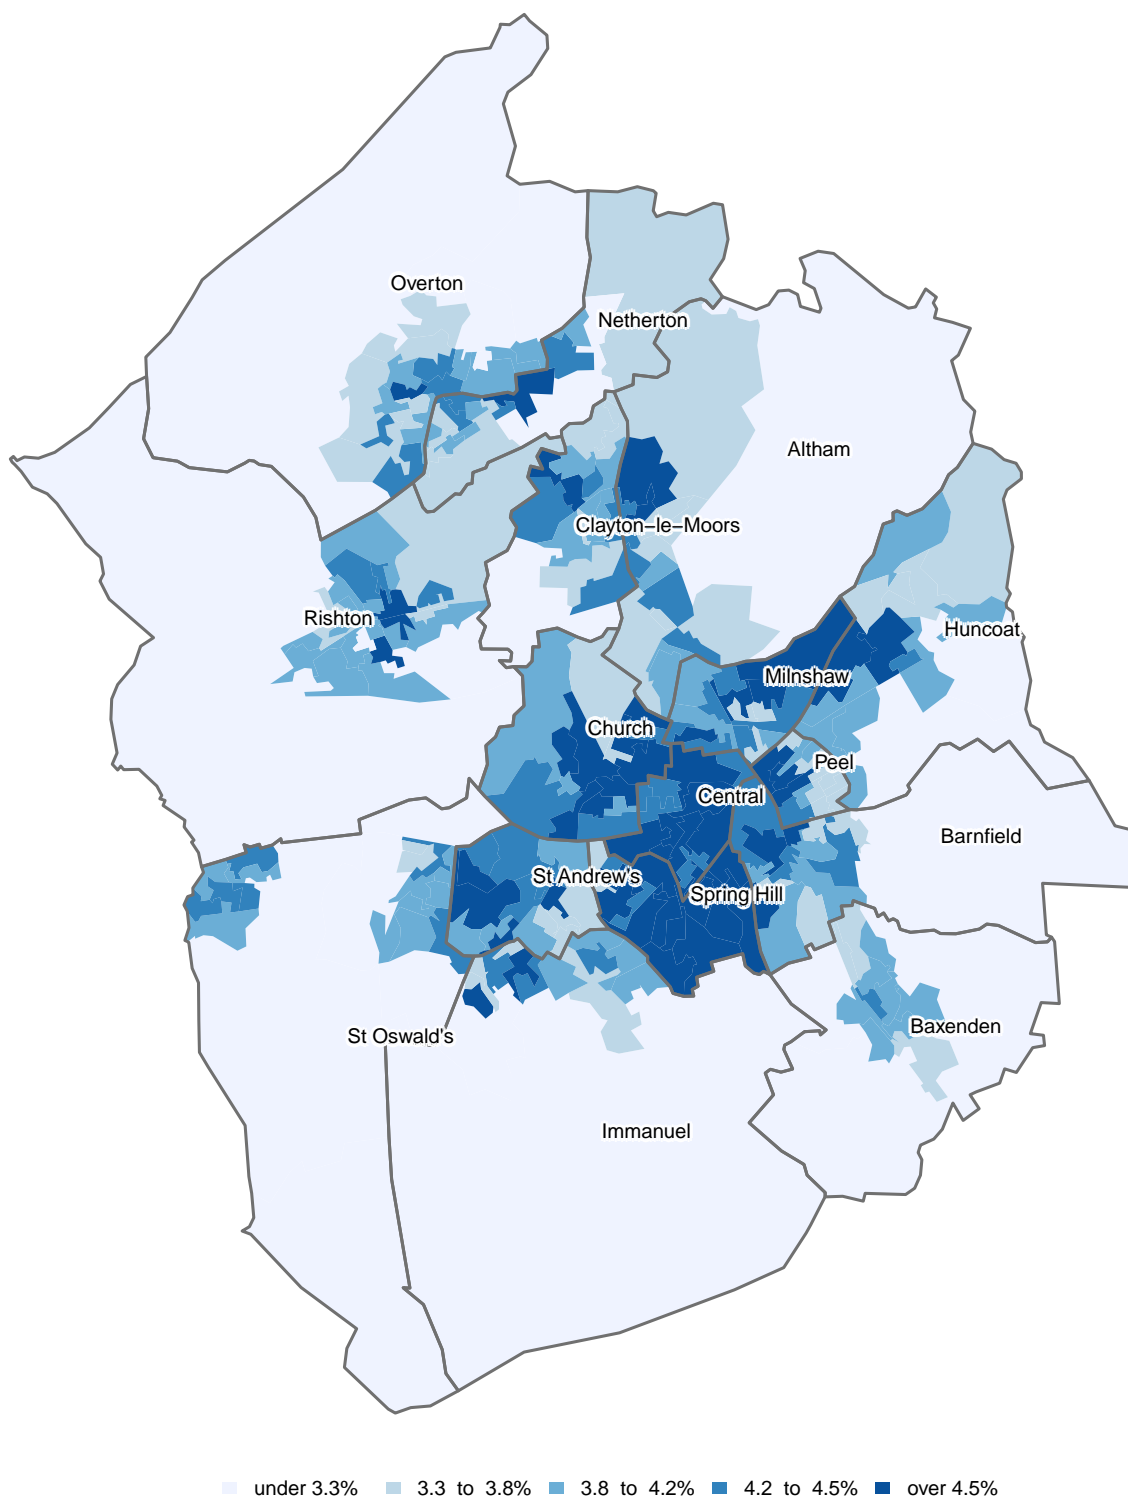 Overton
Netherton
Altham
Clayton−le−Moors
Rishton
Huncoat
Milnshaw
Church
Peel
Central
Barnfield
St Andrew's
Spring Hill
Baxenden
St Oswald's
Immanuel
under 3.3% 3.3 to 3.8% 3.8 to 4.2% 4.2 to 4.5% over 4.5%